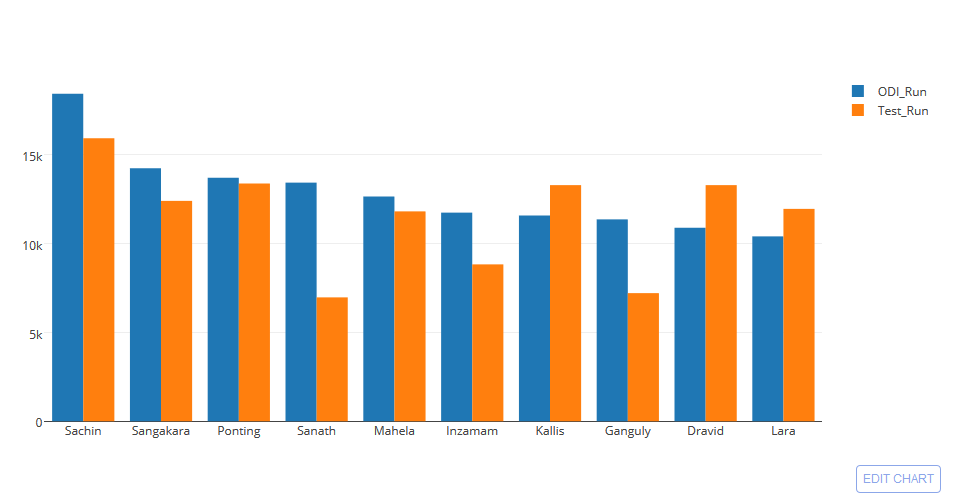 ODI_Run
Test_Run
15k
10k
5k
0
Sachin Sangakara Ponting Sanath Mahela Inzamam Kallis Ganguly Dravid Lara
EDIT CHART